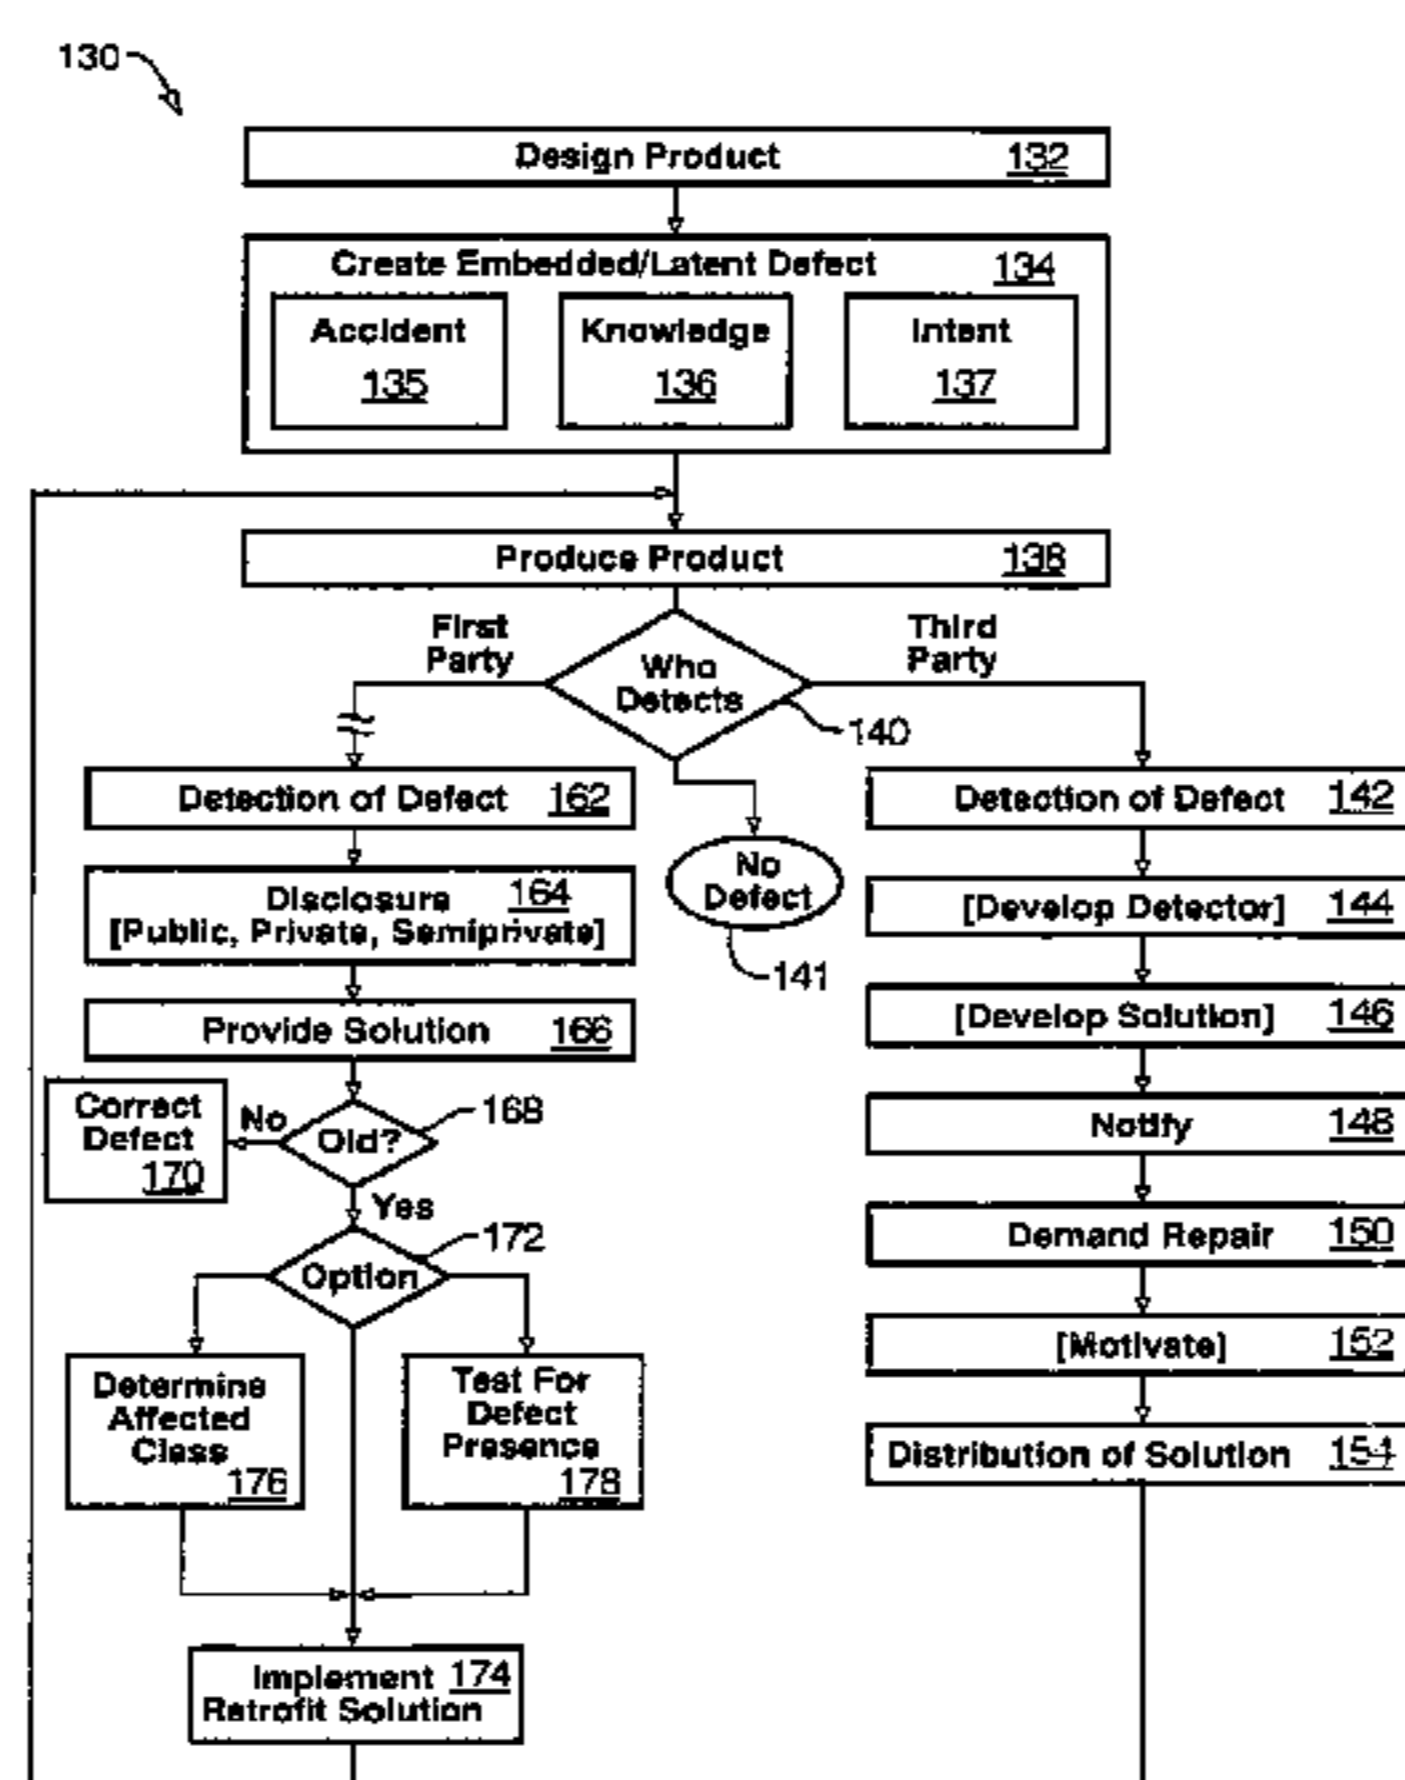 130
Design Product 132
Create Embedded/Latent Defect 134
Accident
135
Knowledge
136
Intent
137
Produce Product 138
First
Party
Who
Detects
Third
Party
140
Detection of Defect 162
Disclosure 164
[Public, Private, Semiprivate]
Provide Solution 166
No
Defect
141
Correct
Defect
170
No
Old?
168
Yes
Option
172
Determine
Affected
Class
176
Test For
Defect
Presence
178
Implement 174
Retrofit Solution
Detection of Defect 142
[Develop Detector] 144
[Develop Solution] 146
Notify 148
Demand Repair 150
[Motivate] 152
Distribution of Solution 154